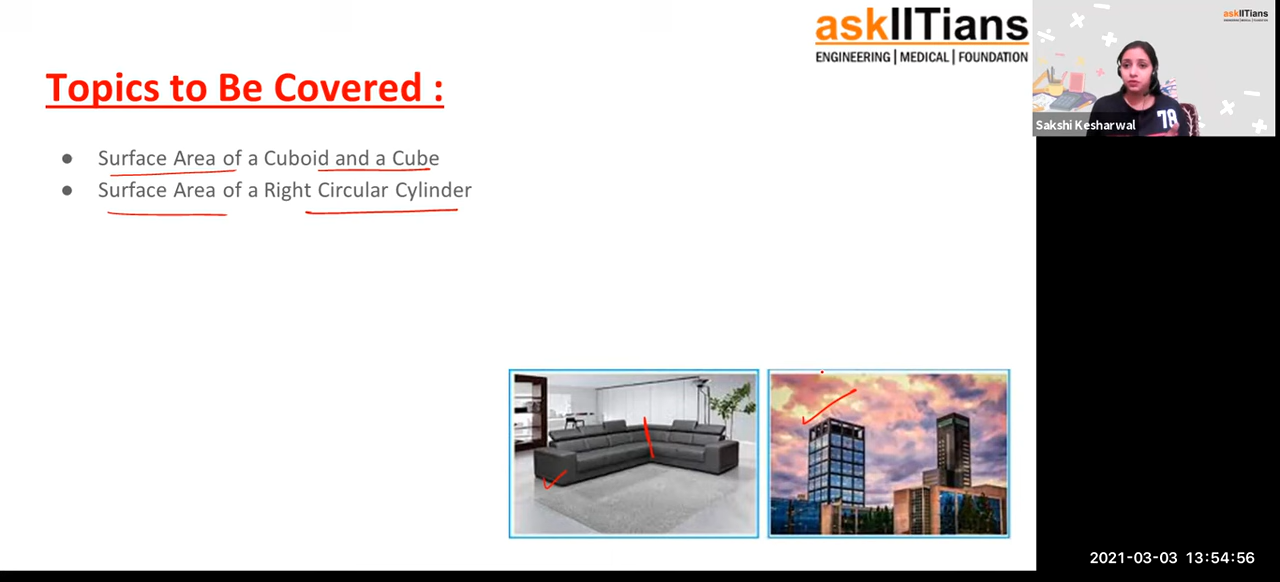 askIITians
ENGINEERING | MEDICAL | FOUNDATION
askIITians
Topics to Be Covered :
● Surface Area of a Cuboid and a Cube
● Surface Area of a Right Circular Cylinder
78
Sakshi Kesharwal
2021-03-03 13:54:56